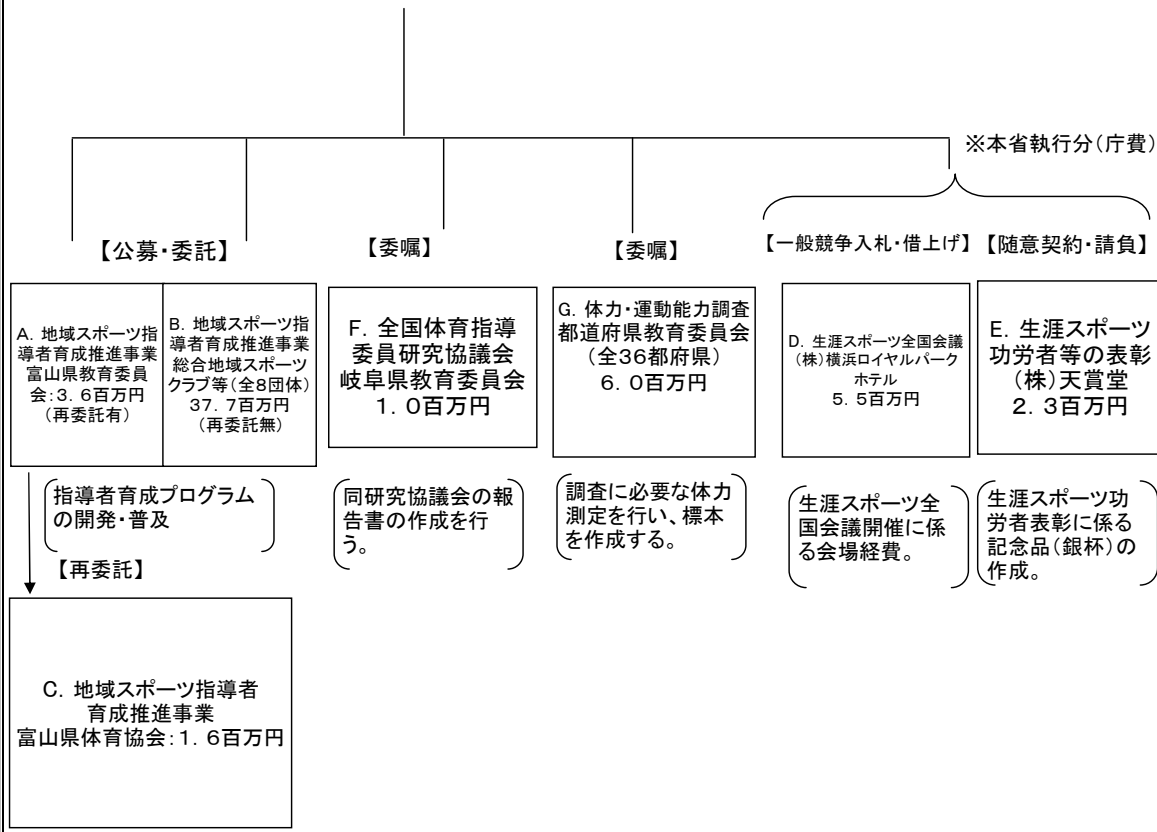 ※本省執行分(庁費)
【公募・委託】
【委嘱】
【委嘱】
【一般競争入札・借上げ】
【随意契約・請負】
A. 地域スポーツ指
導者育成推進事業
富山県教育委員
会:3. 6百万円
(再委託有)
B. 地域スポーツ指
導者育成推進事業
総合地域スポーツ
クラブ等(全8団体)
37. 7百万円
(再委託無)
F. 全国体育指導
委員研究協議会
岐阜県教育委員会
1. 0百万円
G. 体力・運動能力調査
都道府県教育委員会
(全36都府県)
6. 0百万円
D. 生涯スポーツ全国会議
(株)横浜ロイヤルパーク
ホテル
5. 5百万円
E. 生涯スポーツ
功労者等の表彰
(株)天賞堂
2. 3百万円
指導者育成プログラム
の開発・普及
同研究協議会の報
告書の作成を行
う。
調査に必要な体力
測定を行い、標本
を作成する。
生涯スポーツ全
国会議開催に係
る会場経費。
生涯スポーツ功
労者表彰に係る
記念品(銀杯)の
作成。
【再委託】
C. 地域スポーツ指導者
育成推進事業
富山県体育協会:1. 6百万円